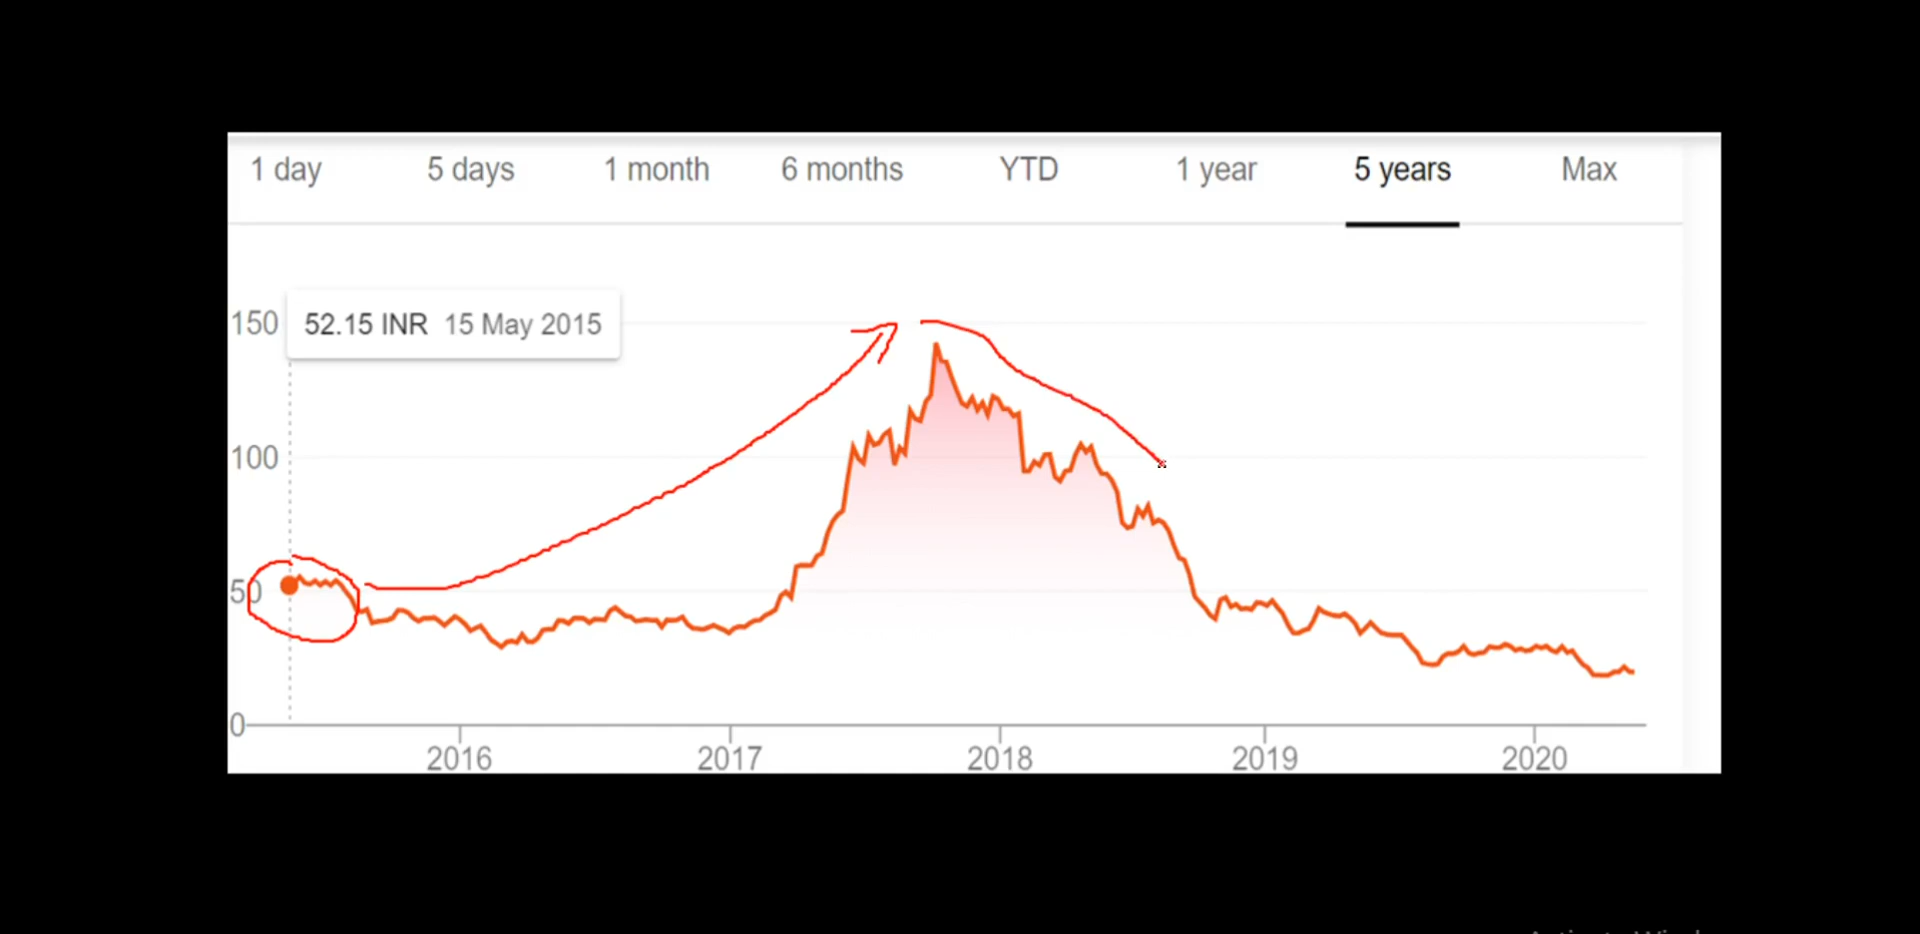 1 day 5 days 1 month 6 months YTD 1 year 5 years Max
150
52.15 INR 15 May 2015
100
50
0
2016 2017 2018 2019 2020